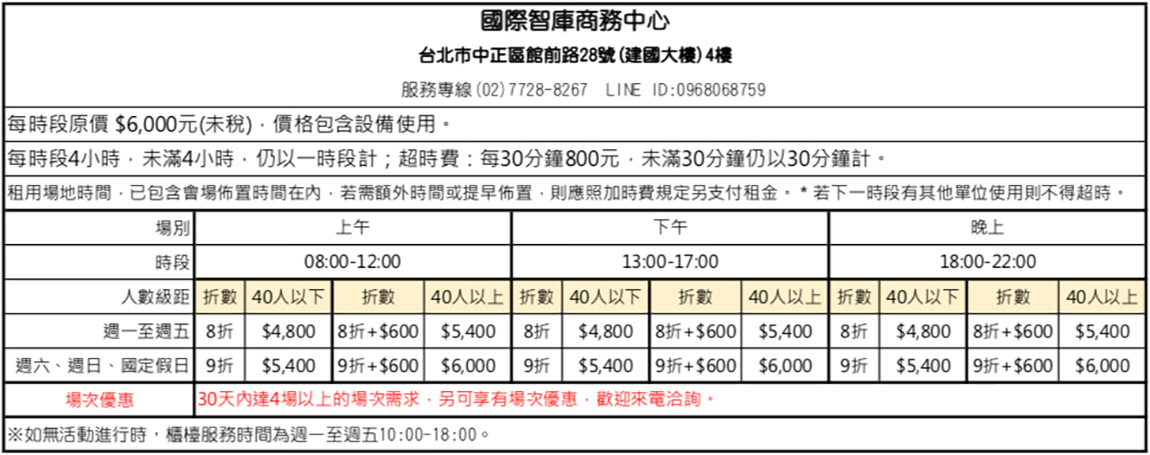 國際智庫商務中心
台北市中正區館前路28號(建國大樓)4樓
服務專線(02)7728-8267 LINE ID:0968068759
每時段原價 $6,000元(未稅)，價格包含設備使用。
每時段4小時，未滿4小時，仍以一時段計；超時費：每30分鐘800元，未滿30分鐘仍以30分鐘計。
租用場地時間，已包含會場佈置時間在內，若需額外時間或提早佈置，則應照加時費規定另支付租金。 * 若下一時段有其他單位使用則不得超時。
場別 上午 下午 晚上
時段 08:00-12:00 13:00-17:00 18:00-22:00
人數級距 折數 40人以下 折數 40人以上 折數 40人以下 折數 40人以上 折數 40人以下 折數 40人以上
週一至週五 8折 $4,800 8折+$600 $5,400 8折 $4,800 8折+$600 $5,400 8折 $4,800 8折+$600 $5,400
週六、週日、國定假日 9折 $5,400 9折+$600 $6,000 9折 $5,400 9折+$600 $6,000 9折 $5,400 9折+$600 $6,000
場次優惠 30天內達4場以上的場次需求，另可享有場次優惠，歡迎來電洽詢。
※如無活動進行時，櫃檯服務時間為週一至週五10:00-18:00。